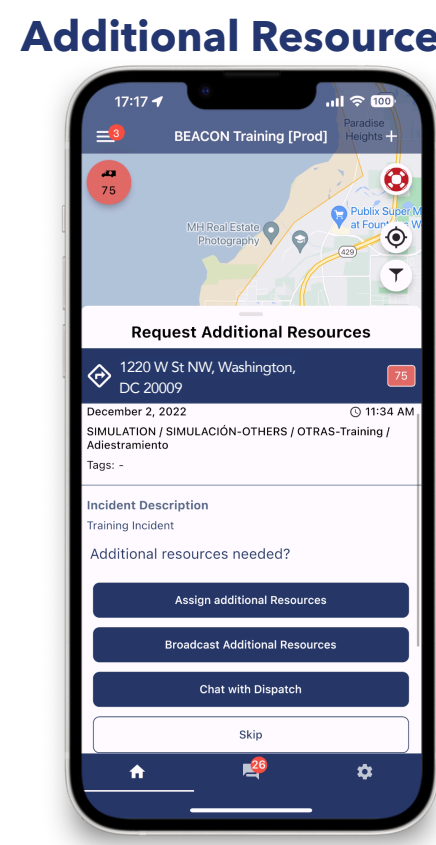 Additional Resource
17:17
100
3
BEACON Training [Prod]
Paradise
Heights
75
MH Real Estate
Photography
Publix Super M
at Fount
W
429
Request Additional Resources
1220 W St NW, Washington,
DC 20009
75
December 2, 2022
11:34 AM
SIMULATION / SIMULACIÓN-OTHERS / OTRAS-Training /
Adiestramiento
Tags: -
Incident Description
Training Incident
Additional resources needed?
Assign additional Resources
Broadcast Additional Resources
Chat with Dispatch
Skip
26